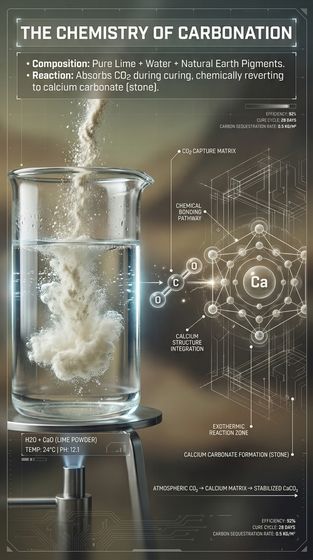 THE CHEMISTRY OF CARBONATION
• Composition: Pure Lime + Water + Natural Earth Pigments.
• Reaction: Absorbs CO₂ during curing, chemically reverting
to calcium carbonate (stone).
EFFICIENCY: 92%
CURE CYCLE: 28 DAYS
CARBON SEQUESTRATION RATE: 0.5 KG/M²
CO₂ CAPTURE MATRIX
CHEMICAL
BONDING
PATHWAY
O
C
O
Ca
CALCIUM
STRUCTURE
INTEGRATION
EXOTHERMIC
REACTION ZONE
H2O + CaO (LIME POWDER)
TEMP: 24°C | PH: 12.1
CALCIUM CARBONATE FORMATION (STONE)
ATMOSPHERIC CO₂ → CALCIUM MATRIX → STABILIZED CaCO₃
EFFICIENCY: 92%
CURE CYCLE: 28 DAYS
CARBON SEQUESTRATION RATE: 0.5 KG/M²